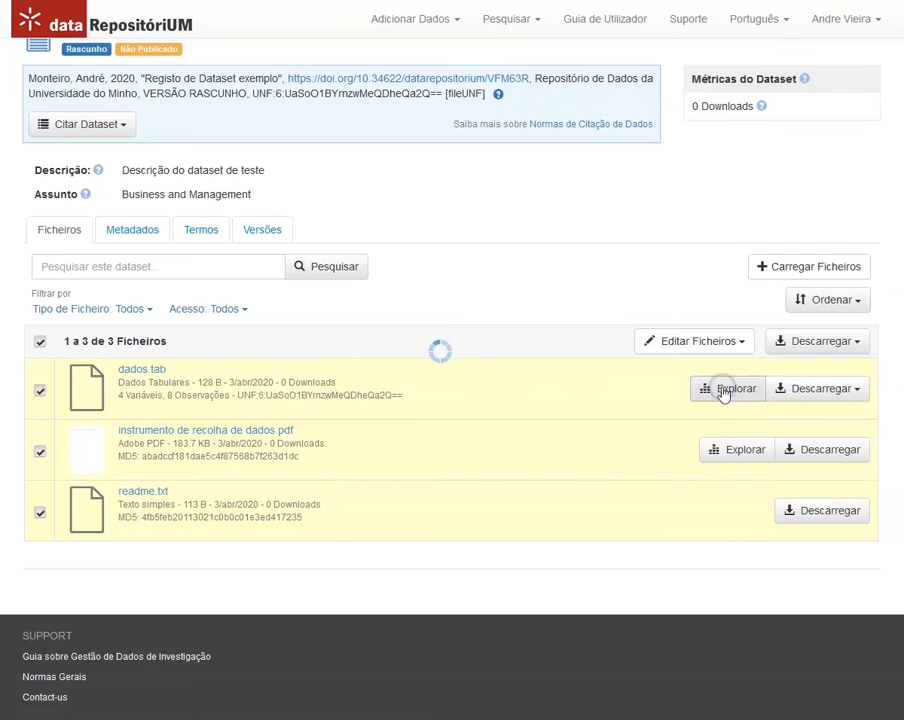 data RepositóriUM
Adicionar Dados
Pesquisar
Guia de Utilizador
Suporte
Português
Andre Vieira
Rascunho
Não Publicado
Monteiro, André, 2020, "Registo de Dataset exemplo", https://doi.org/10.34622/datarepositorium/VFM63R, Repositório de Dados da
Universidade do Minho, VERSÃO RASCUNHO, UNF:6:UaSoO1BYrnzwMeQDheQa2Q== [fileUNF]
Citar Dataset
Saiba mais sobre Normas de Citação de Dados.
Métricas do Dataset
0 Downloads
Descrição:
Descrição do dataset de teste
Assunto
Business and Management
Ficheiros
Metadados
Termos
Versões
Pesquisar este dataset...
Pesquisar
Carregar Ficheiros
Filtrar por
Tipo de Ficheiro: Todos
Acesso: Todos
Ordenar
1 a 3 de 3 Ficheiros
Editar Ficheiros
Descarregar
dados.tab
Dados Tabulares - 128 B - 3/abr/2020 - 0 Downloads
4 Variáveis, 8 Observações - UNF:6:UaSoO1BYrnzwMeQDheQa2Q==
Explorar
Descarregar
instrumento de recolha de dados.pdf
Adobe PDF - 183.7 KB - 3/abr/2020 - 0 Downloads
MD5: abadccf181dae5c4f87568b7f263d1dc
Explorar
Descarregar
readme.txt
Texto simples - 113 B - 3/abr/2020 - 0 Downloads
MD5: 4fb5feb20113021c0b0c01e3ed417235
Descarregar
SUPPORT
Guia sobre Gestão de Dados de Investigação
Normas Gerais
Contact-us